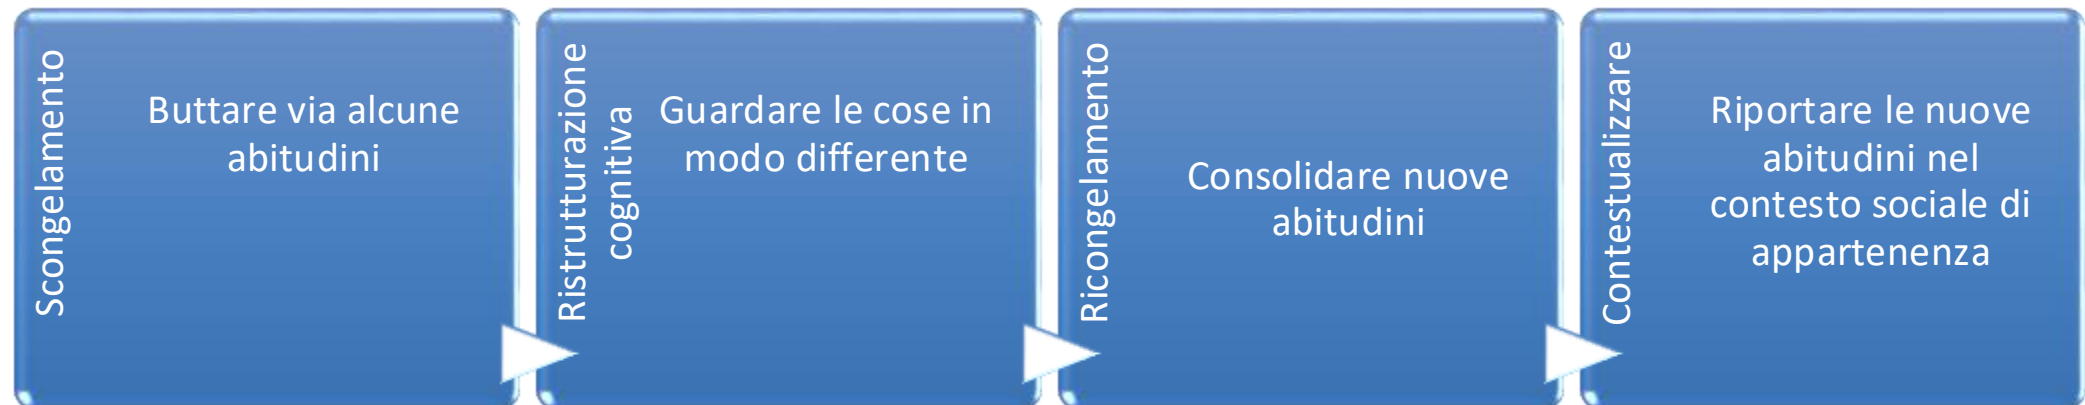 Scongelamento
Buttare via alcune
abitudini
Ristrutturazione
cognitiva
Guardare le cose in
modo differente
Ricongelamento
Consolidare nuove
abitudini
Contestualizzare
Riportare le nuove
abitudini nel
contesto sociale di
appartenenza